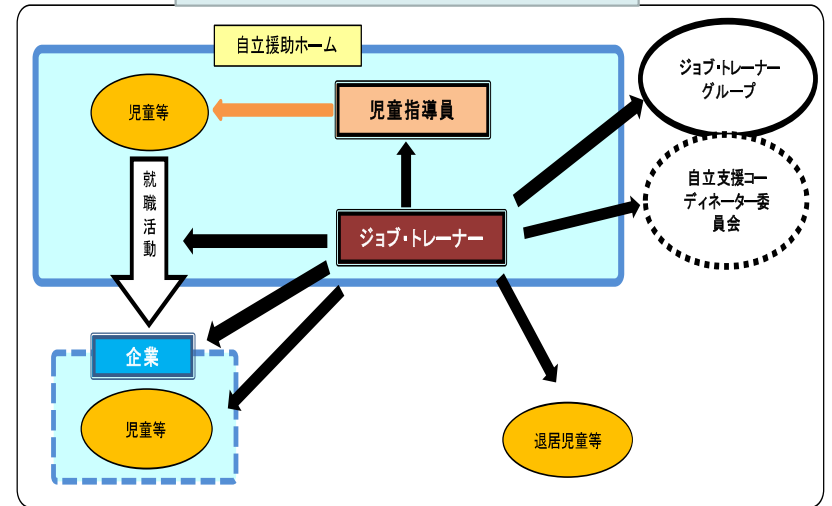 自立援助ホーム
ジョブ・トレーナー
グループ
児童等
児童指導員
自立支援コー
ディネーター委
員会
就職活動
ジョブ・トレーナー
企業
児童等
退居児童等